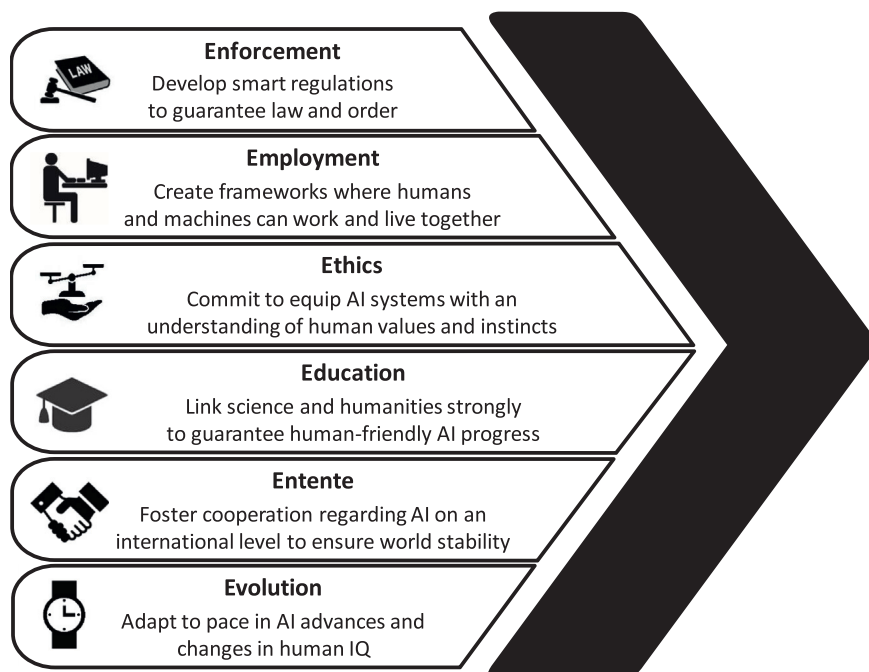 LAW
Enforcement
Develop smart regulations
to guarantee law and order
Employment
Create frameworks where humans
and machines can work and live together
Ethics
Commit to equip AI systems with an
understanding of human values and instincts
Education
Link science and humanities strongly
to guarantee human-friendly AI progress
Entente
Foster cooperation regarding AI on an
international level to ensure world stability
Evolution
Adapt to pace in AI advances and
changes in human IQ